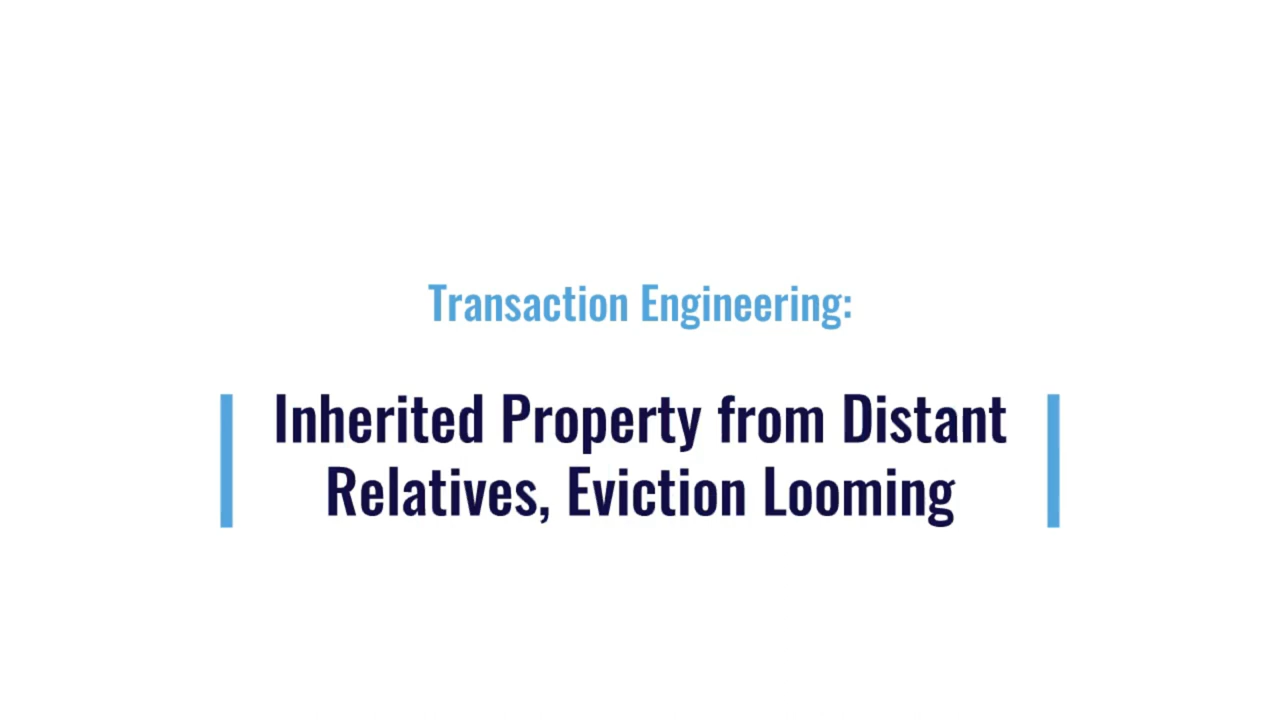 Transaction Engineering:
Inherited Property from Distant
Relatives, Eviction Looming